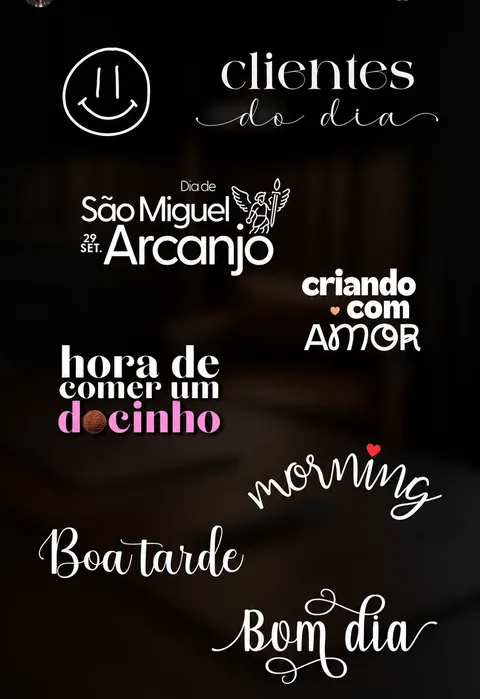 clientes
do dia
Dia de
São Miguel
29
SET.
Arcanjo
criando
com
AMOR
hora de
comer um
docinho
morning
Boa tarde
Bom dia